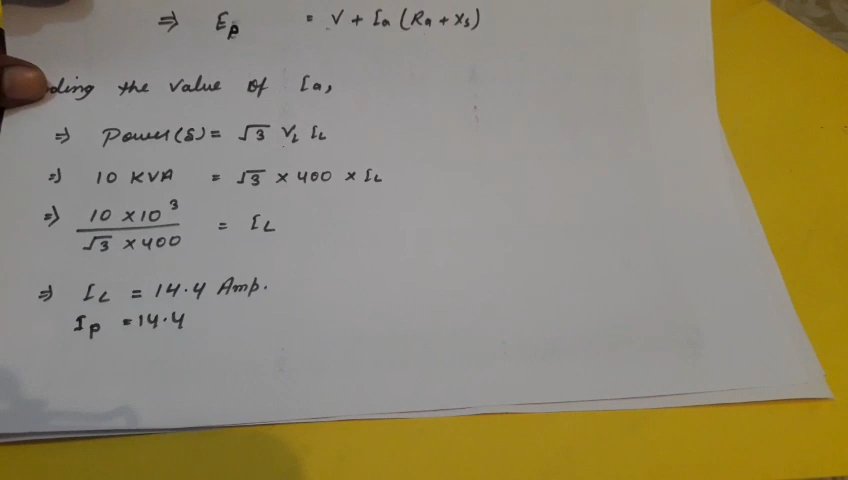 ⇒ Ep = V + Ia (Ra + Xs)
the value of Ia,
⇒ Power(S) = √3 VL IL
⇒ 10 KVA = √3 × 400 × IL
⇒ 10 × 10³ / √3 × 400 = IL
⇒ IL = 14.4 Amp.
Ip = 14.4